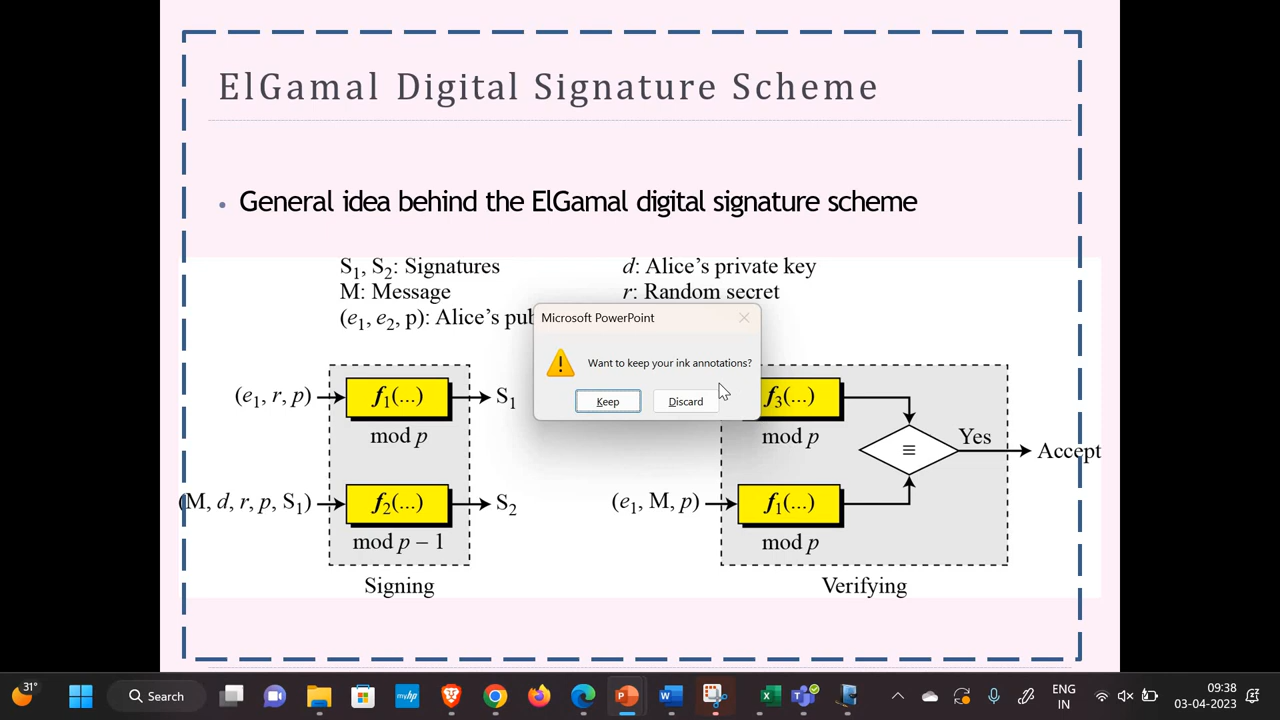 ElGamal Digital Signature Scheme
• General idea behind the ElGamal digital signature scheme
S1, S2: Signatures
d: Alice's private key
M: Message
r: Random secret
(e1, e2, p): Alice's pub
Microsoft PowerPoint
Want to keep your ink annotations?
Keep
Discard
(e1, r, p)
f1(...)
S1
mod p
(M, d, r, p, S1)
f2(...)
S2
mod p – 1
Signing
f3(...)
mod p
≡
Yes
Accept
(e1, M, p)
f1(...)
mod p
Verifying
31°
Search
myhp
ENG
IN
09:38
03-04-2023